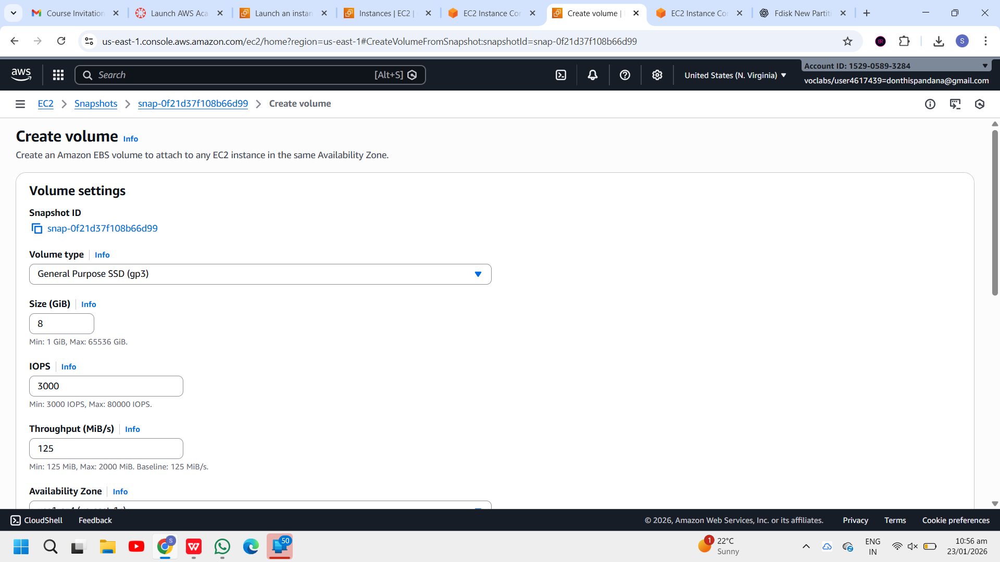 Course Invitation
Launch AWS Aca
Launch an instan
Instances | EC2 |
EC2 Instance Con
Create volume |
EC2 Instance Con
Fdisk New Partiti
us-east-1.console.aws.amazon.com/ec2/home?region=us-east-1#CreateVolumeFromSnapshot:snapshotId=snap-0f21d37f108b66d99
S
aws
Search
[Alt+S]
United States (N. Virginia)
Account ID: 1529-0589-3284
voclabs/user4617439=donthispandana@gmail.com
EC2
Snapshots
snap-0f21d37f108b66d99
Create volume
Create volume Info
Create an Amazon EBS volume to attach to any EC2 instance in the same Availability Zone.
Volume settings
Snapshot ID
snap-0f21d37f108b66d99
Volume type Info
General Purpose SSD (gp3)
Size (GiB) Info
8
Min: 1 GiB, Max: 65536 GiB.
IOPS Info
3000
Min: 3000 IOPS, Max: 80000 IOPS.
Throughput (MiB/s) Info
125
Min: 125 MiB, Max: 2000 MiB. Baseline: 125 MiB/s.
Availability Zone Info
CloudShell
Feedback
© 2026, Amazon Web Services, Inc. or its affiliates.
Privacy
Terms
Cookie preferences
S
50
1
22°C
Sunny
ENG
IN
10:56 am
23/01/2026